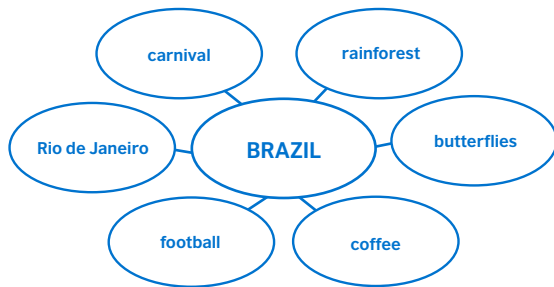 carnival
rainforest
Rio de Janeiro
BRAZIL
butterflies
football
coffee